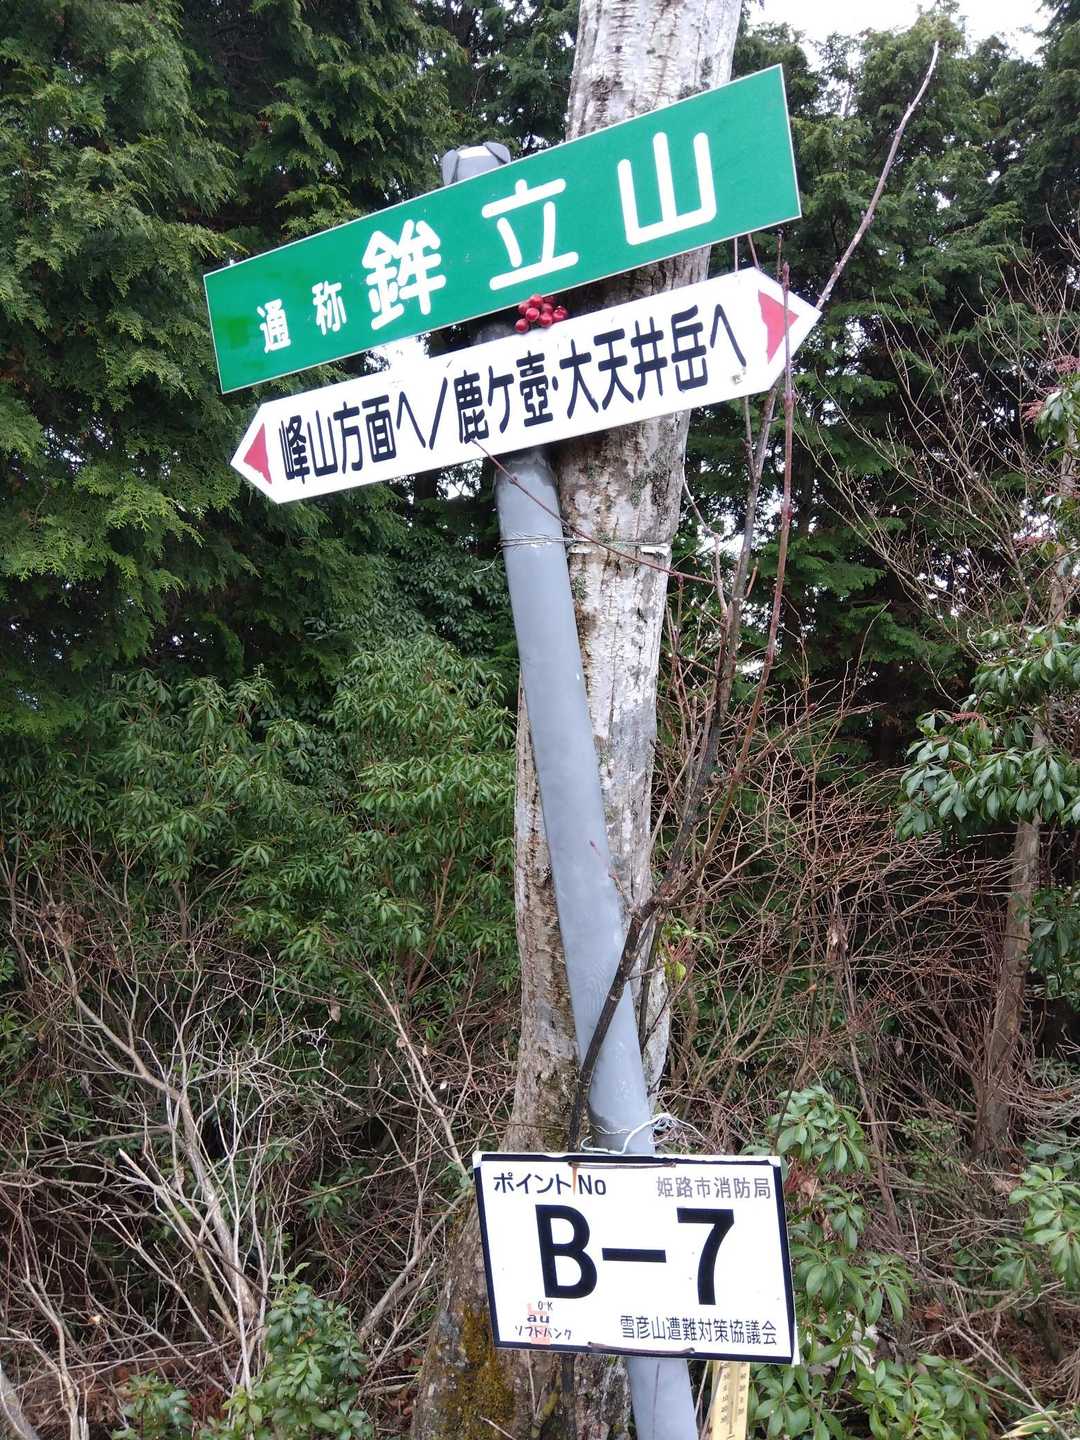 通称 鉾立山
峰山方面へ/鹿ケ壺・大天井岳へ
ポイントNo 姫路市消防局
B-7
OK
au
ソフトバンク
雪彦山遭難対策協議会